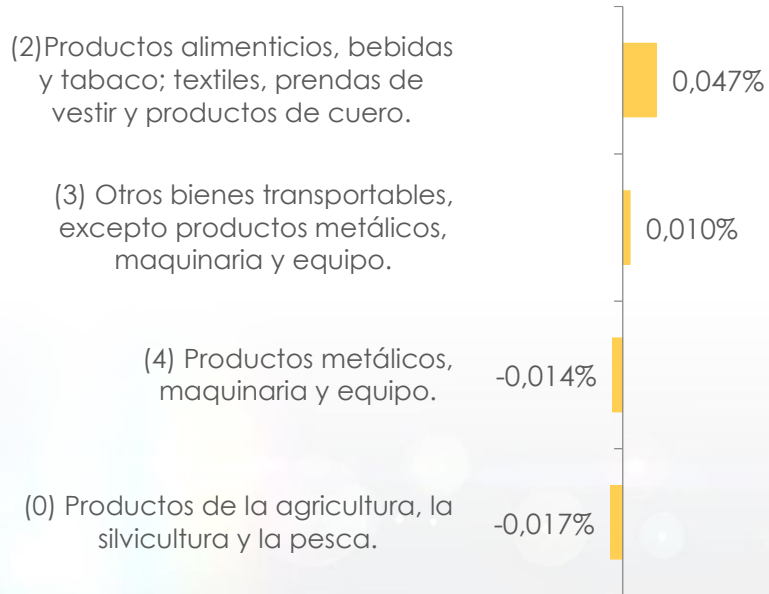 (2)Productos alimenticios, bebidas
y tabaco; textiles, prendas de
vestir y productos de cuero.
0,047%
(3) Otros bienes transportables,
excepto productos metálicos,
maquinaria y equipo.
0,010%
(4) Productos metálicos,
maquinaria y equipo.
-0,014%
(0) Productos de la agricultura, la
silvicultura y la pesca.
-0,017%